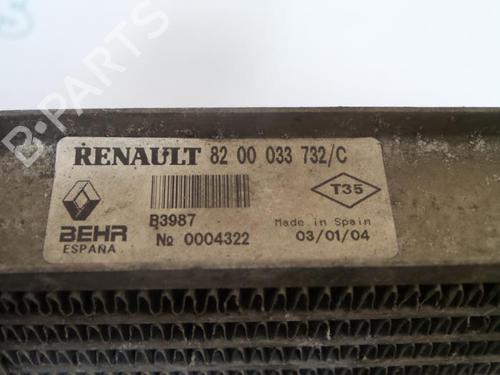 B-PARTS
RENAULT 82 00 033 732/C
T35
B3987
Made in Spain
BEHR
№ 0004322
03/01/04
ESPAÑA